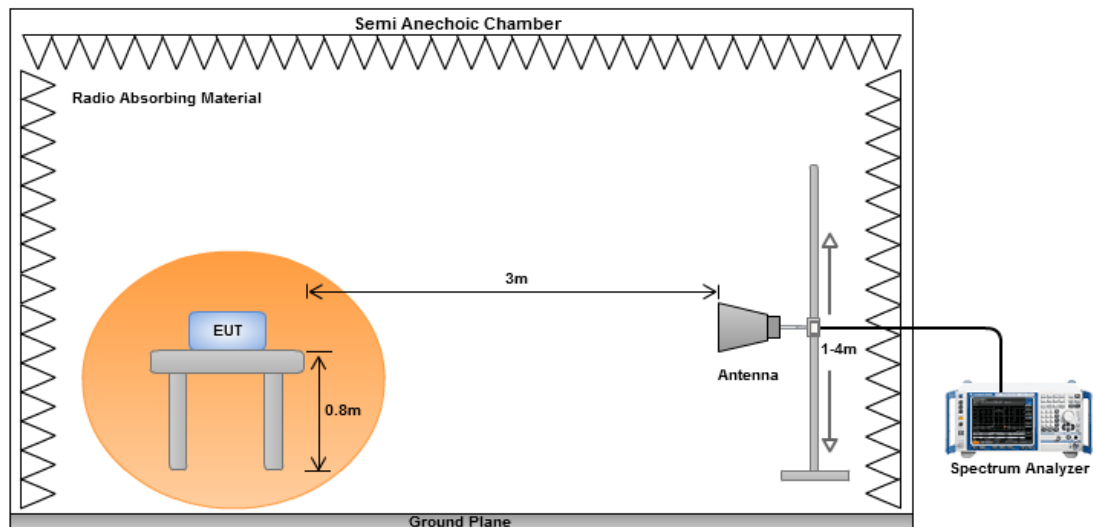 Semi Anechoic Chamber
Radio Absorbing Material
3m
EUT
0.8m
1-4m
Antenna
Spectrum Analyzer
Ground Plane